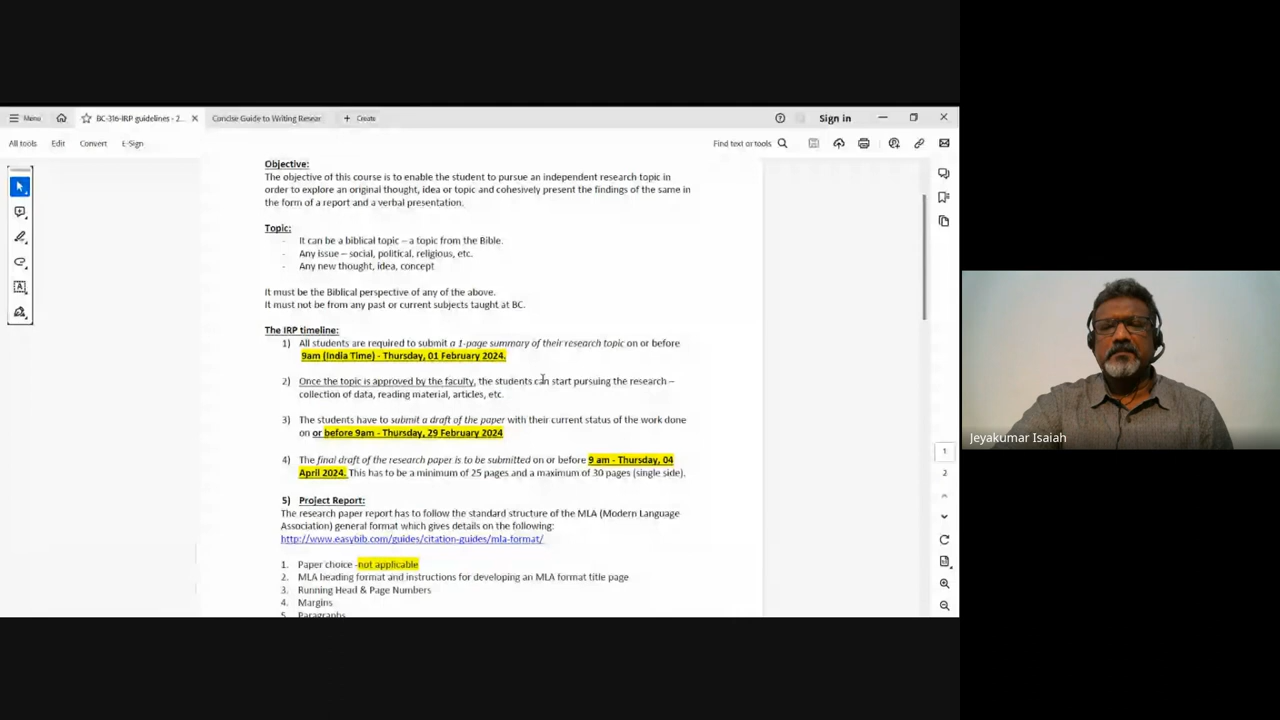 Menu
BC-316-IRP guidelines - 2...
Concise Guide to Writing Resear
Create
Sign in
All tools Edit Convert E-Sign
Find text or tools
Objective:
The objective of this course is to enable the student to pursue an independent research topic in
order to explore an original thought, idea or topic and cohesively present the findings of the same in
the form of a report and a verbal presentation.
Topic:
- It can be a biblical topic – a topic from the Bible.
- Any issue – social, political, religious, etc.
- Any new thought, idea, concept
It must be the Biblical perspective of any of the above.
It must not be from any past or current subjects taught at BC.
The IRP timeline:
1) All students are required to submit a 1-page summary of their research topic on or before
9am (India Time) - Thursday, 01 February 2024.
2) Once the topic is approved by the faculty, the students can start pursuing the research –
collection of data, reading material, articles, etc.
3) The students have to submit a draft of the paper with their current status of the work done
on or before 9am - Thursday, 29 February 2024
4) The final draft of the research paper is to be submitted on or before 9 am - Thursday, 04
April 2024. This has to be a minimum of 25 pages and a maximum of 30 pages (single side).
5) Project Report:
The research paper report has to follow the standard structure of the MLA (Modern Language
Association) general format which gives details on the following:
http://www.easybib.com/guides/citation-guides/mla-format/
1. Paper choice -not applicable
2. MLA heading format and instructions for developing an MLA format title page
3. Running Head & Page Numbers
4. Margins
5. Paragraphs
1
2
Jeyakumar Isaiah